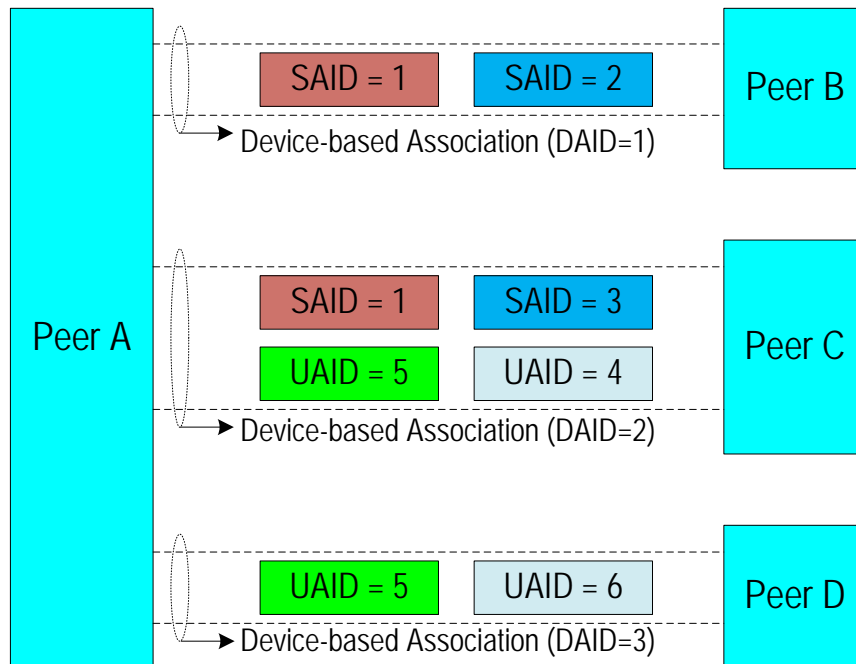 SAID = 1
SAID = 2
Peer B
Device-based Association (DAID=1)
Peer A
SAID = 1
SAID = 3
UAID = 5
UAID = 4
Peer C
Device-based Association (DAID=2)
UAID = 5
UAID = 6
Peer D
Device-based Association (DAID=3)